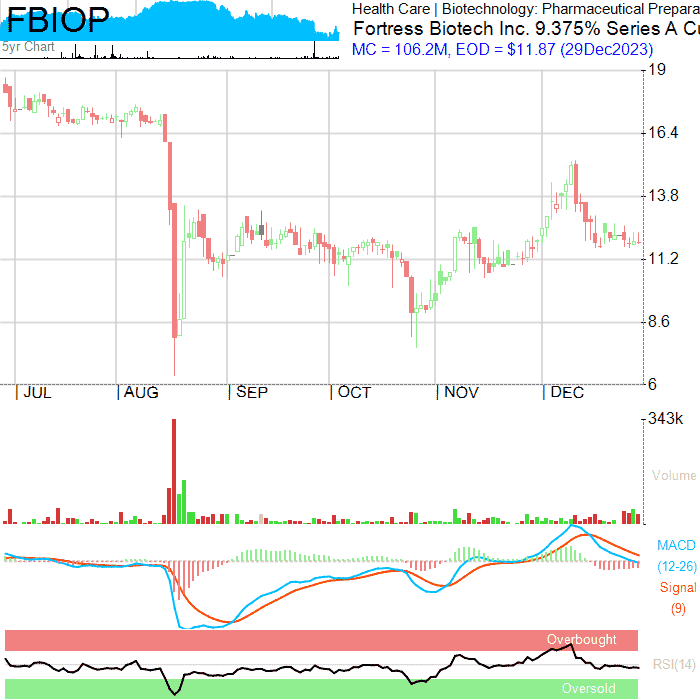 FBIOP
5yr Chart
Health Care | Biotechnology: Pharmaceutical Prepara
Fortress Biotech Inc. 9.375% Series A Cu
MC = 106.2M, EOD = $11.87 (29Dec2023)
19
16.4
13.8
11.2
8.6
6
JUL
AUG
SEP
OCT
NOV
DEC
343k
Volume
MACD
(12-26)
Signal
(9)
Overbought
RSI(14)
Oversold